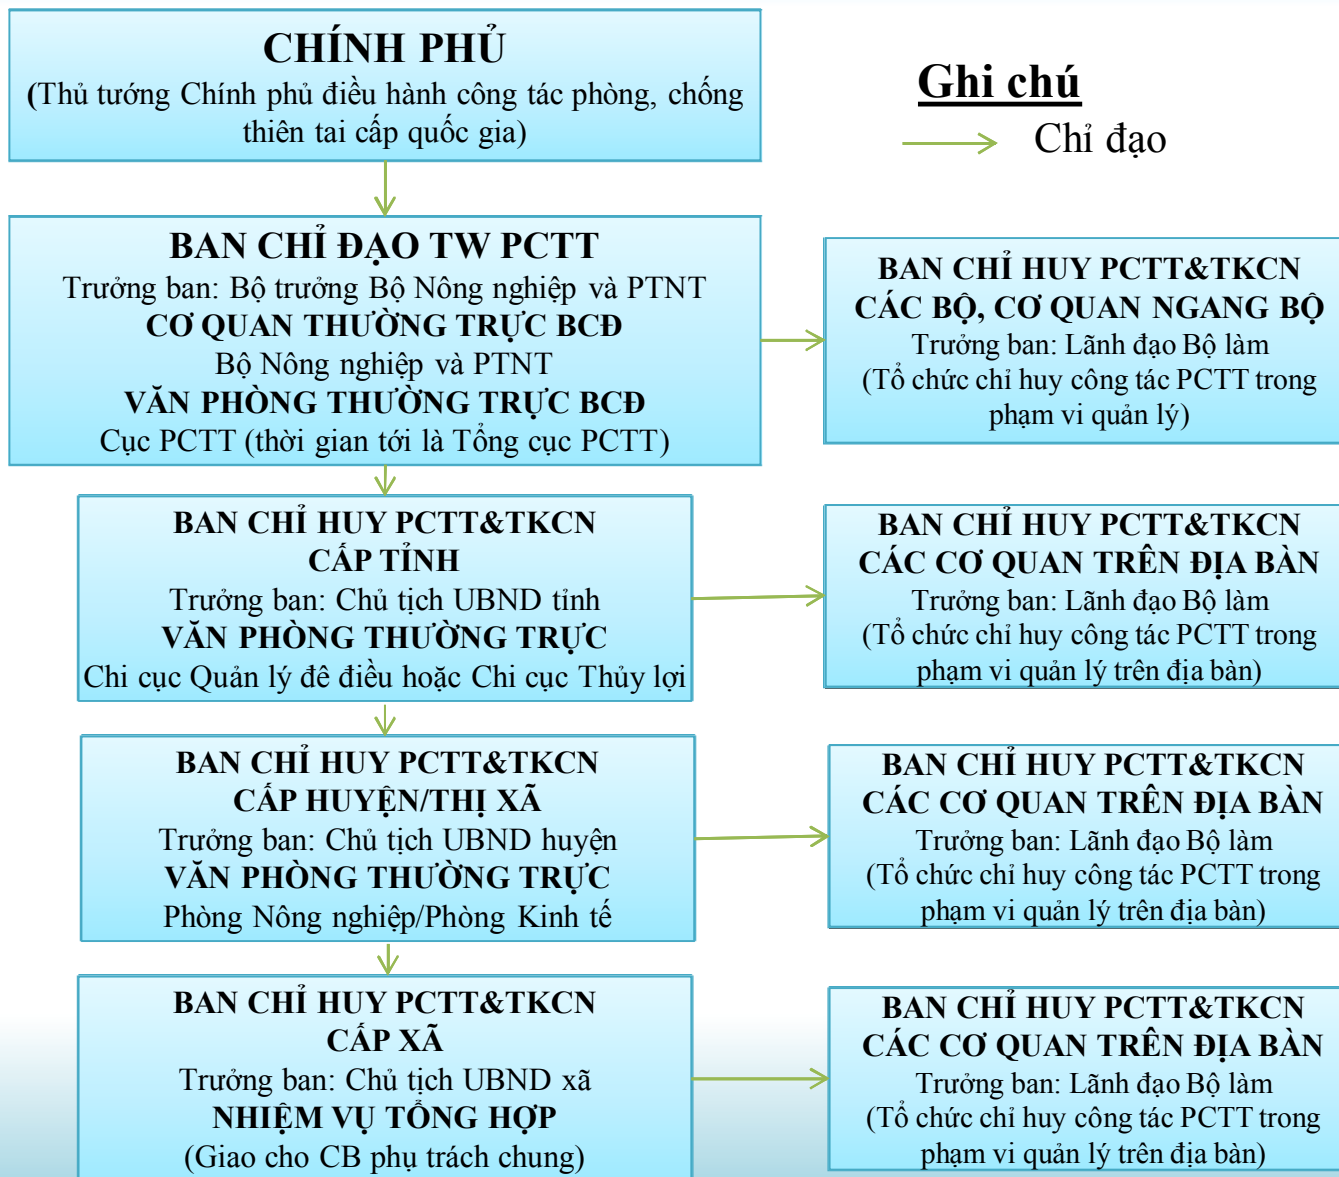 CHÍNH PHỦ
(Thủ tướng Chính phủ điều hành công tác phòng, chống
thiên tai cấp quốc gia)
Ghi chú
Chỉ đạo
BAN CHỈ ĐẠO TW PCTT
Trưởng ban: Bộ trưởng Bộ Nông nghiệp và PTNT
CƠ QUAN THƯỜNG TRỰC BCĐ
Bộ Nông nghiệp và PTNT
VĂN PHÒNG THƯỜNG TRỰC BCĐ
Cục PCTT (thời gian tới là Tổng cục PCTT)
BAN CHỈ HUY PCTT&TKCN
CÁC BỘ, CƠ QUAN NGANG BỘ
Trưởng ban: Lãnh đạo Bộ làm
(Tổ chức chỉ huy công tác PCTT trong
phạm vi quản lý)
BAN CHỈ HUY PCTT&TKCN
CẤP TỈNH
Trưởng ban: Chủ tịch UBND tỉnh
VĂN PHÒNG THƯỜNG TRỰC
Chi cục Quản lý đê điều hoặc Chi cục Thủy lợi
BAN CHỈ HUY PCTT&TKCN
CÁC CƠ QUAN TRÊN ĐỊA BÀN
Trưởng ban: Lãnh đạo Bộ làm
(Tổ chức chỉ huy công tác PCTT trong
phạm vi quản lý trên địa bàn)
BAN CHỈ HUY PCTT&TKCN
CẤP HUYỆN/THỊ XÃ
Trưởng ban: Chủ tịch UBND huyện
VĂN PHÒNG THƯỜNG TRỰC
Phòng Nông nghiệp/Phòng Kinh tế
BAN CHỈ HUY PCTT&TKCN
CÁC CƠ QUAN TRÊN ĐỊA BÀN
Trưởng ban: Lãnh đạo Bộ làm
(Tổ chức chỉ huy công tác PCTT trong
phạm vi quản lý trên địa bàn)
BAN CHỈ HUY PCTT&TKCN
CẤP XÃ
Trưởng ban: Chủ tịch UBND xã
NHIỆM VỤ TỔNG HỢP
(Giao cho CB phụ trách chung)
BAN CHỈ HUY PCTT&TKCN
CÁC CƠ QUAN TRÊN ĐỊA BÀN
Trưởng ban: Lãnh đạo Bộ làm
(Tổ chức chỉ huy công tác PCTT trong
phạm vi quản lý trên địa bàn)